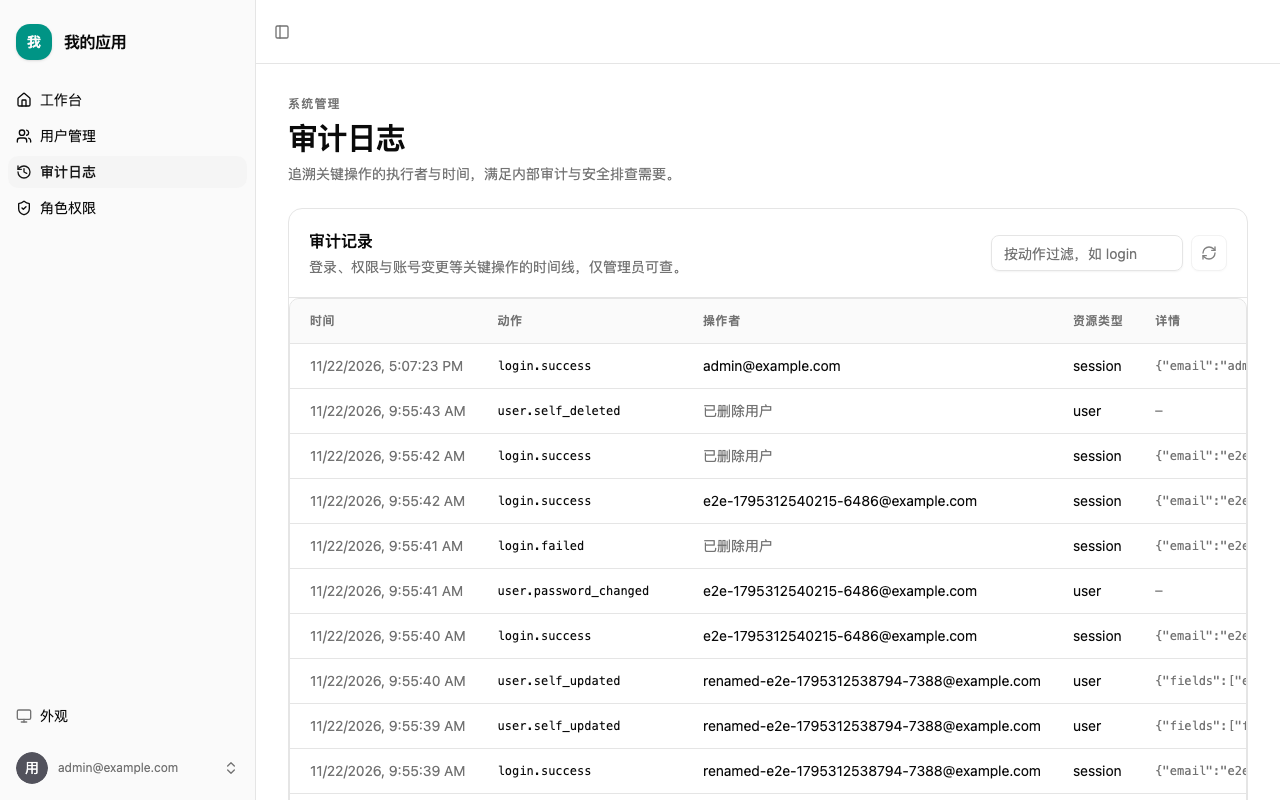 我 我的应用
工作台
用户管理
审计日志
角色权限
外观
用 admin@example.com
系统管理
审计日志
追溯关键操作的执行者与时间，满足内部审计与安全排查需要。
审计记录
登录、权限与账号变更等关键操作的时间线，仅管理员可查。
按动作过滤，如 login
时间 动作 操作者 资源类型 详情
11/22/2026, 5:07:23 PM login.success admin@example.com session {"email":"adm
11/22/2026, 9:55:43 AM user.self_deleted 已删除用户 user –
11/22/2026, 9:55:42 AM login.success 已删除用户 session {"email":"e2e
11/22/2026, 9:55:42 AM login.success e2e-1795312540215-6486@example.com session {"email":"e2e
11/22/2026, 9:55:41 AM login.failed 已删除用户 session {"email":"e2e
11/22/2026, 9:55:41 AM user.password_changed e2e-1795312540215-6486@example.com user –
11/22/2026, 9:55:40 AM login.success e2e-1795312540215-6486@example.com session {"email":"e2e
11/22/2026, 9:55:40 AM user.self_updated renamed-e2e-1795312538794-7388@example.com user {"fields":["e
11/22/2026, 9:55:39 AM user.self_updated renamed-e2e-1795312538794-7388@example.com user {"fields":["f
11/22/2026, 9:55:39 AM login.success renamed-e2e-1795312538794-7388@example.com session {"email":"e2e